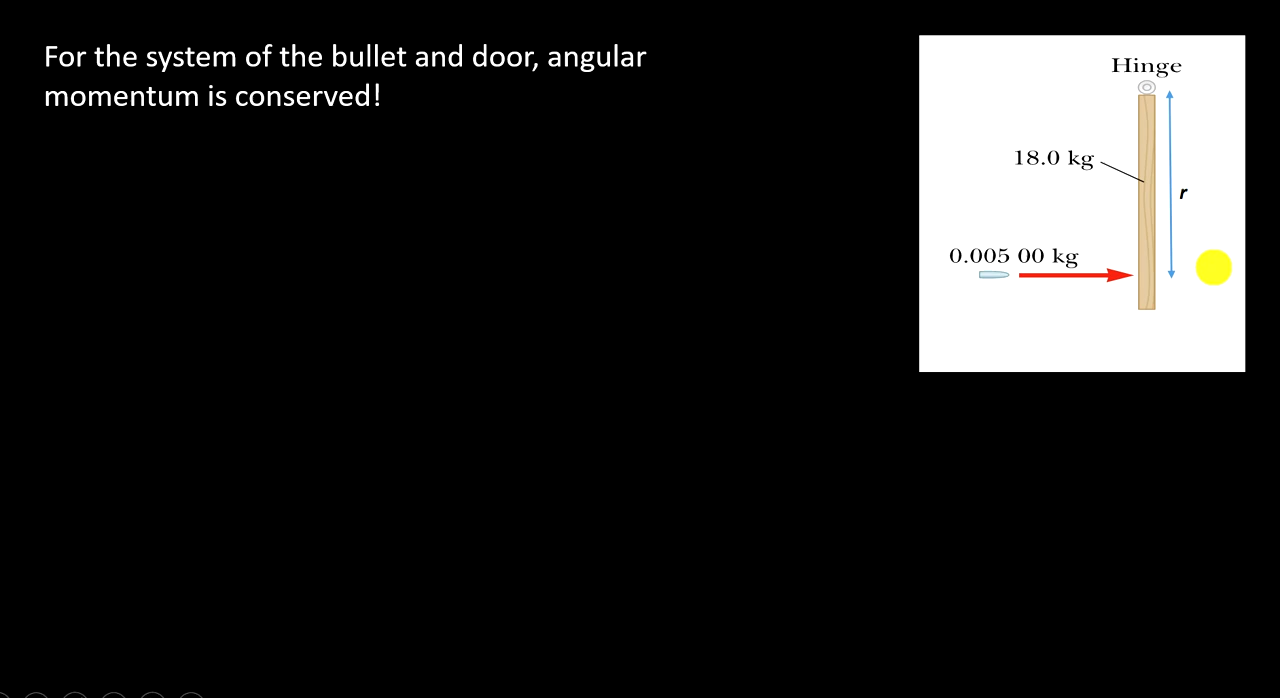 For the system of the bullet and door, angular
momentum is conserved!
Hinge
18.0 kg
r
0.005 00 kg